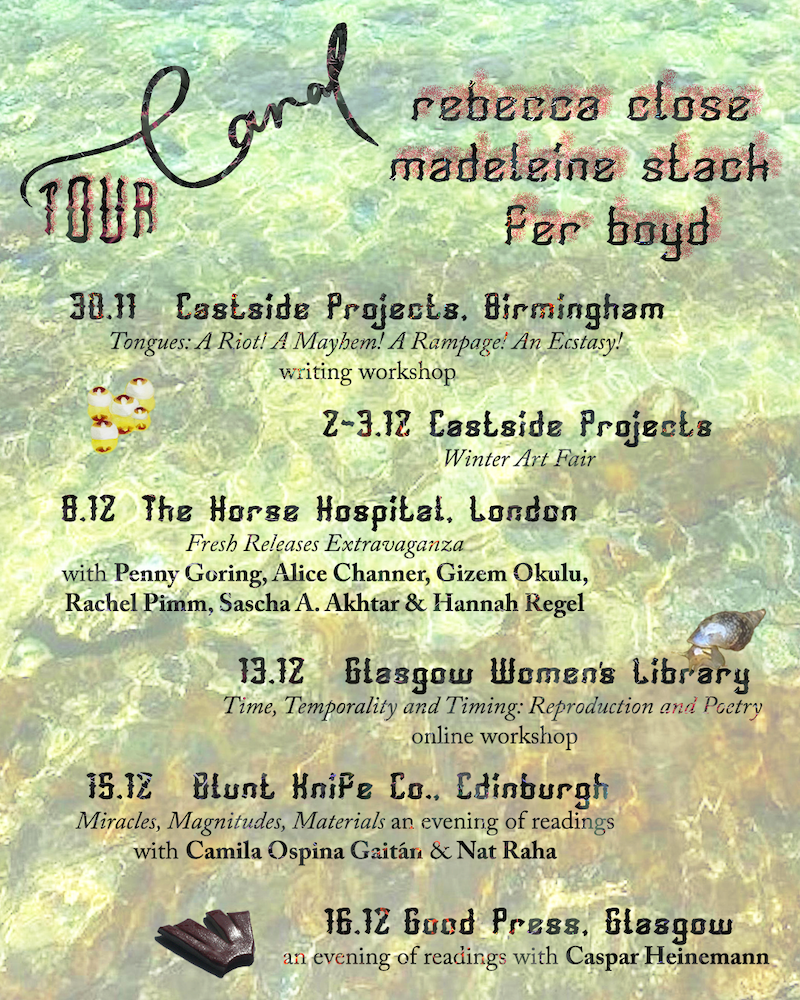 Canal
TOUR
rebecca close
madeleine stack
fer boyd
30.11 Eastside Projects, Birmingham
Tongues: A Riot! A Mayhem! A Rampage! An Ecstasy!
writing workshop
2-3.12 Eastside Projects
Winter Art Fair
8.12 The Horse Hospital, London
Fresh Releases Extravaganza
with Penny Goring, Alice Channer, Gizem Okulu,
Rachel Pimm, Sascha A. Akhtar & Hannah Regel
13.12 Glasgow Women's Library
Time, Temporality and Timing: Reproduction and Poetry
online workshop
15.12 Blunt Knife Co., Edinburgh
Miracles, Magnitudes, Materials an evening of readings
with Camila Ospina Gaitán & Nat Raha
16.12 Good Press, Glasgow
an evening of readings with Caspar Heinemann